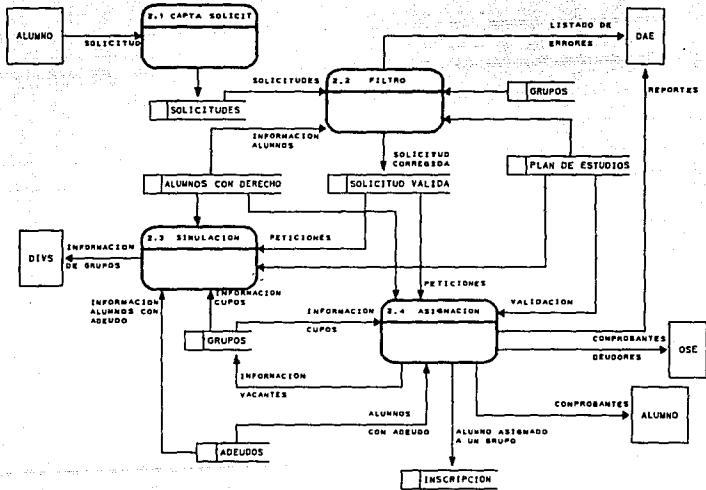 2.1 CAPTA SOLICIT
LISTADO DE
ERRORES
ALUMNO
DAE
SOLICITUD
SOLICITUDES
2.2 FILTRO
REPORTES
GRUPOS
SOLICITUDES
INFORMACION
ALUMNOS
SOLICITUD
CORREGIDA
PLAN DE ESTUDIOS
ALUMNOS CON DERECHO
SOLICITUD VALIDA
2.3 SIMULACION
PETICIONES
INFORMACION
DE GRUPOS
DIVS
PETICIONES
INFORMACION
CUPOS
INFORMACION
ALUMNOS CON
ADEUDO
2.4 ASIGNACION
VALIDACION
INFORMACION
CUPOS
GRUPOS
COMPROBANTES
DEUDORES
OSE
INFORMACION
VACANTES
COMPROBANTES
ALUMNO
ALUMNOS
CON ADEUDO
ALUMNO ASIGNADO
A UN GRUPO
ADEUDOS
INSCRIPCION